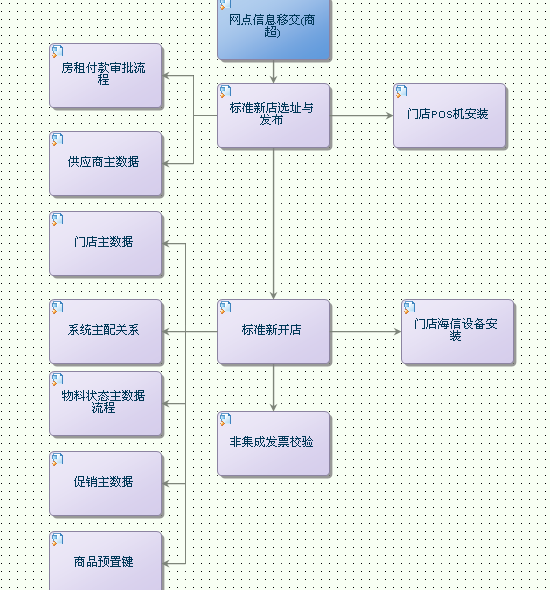 网点信息移交(商
超)
房租付款审批流
程
标准新店选址与
发布
门店POS机安装
供应商主数据
门店主数据
系统主配关系
标准新开店
门店海信设备安
装
物料状态主数据
流程
非集成发票校验
促销主数据
商品预置键